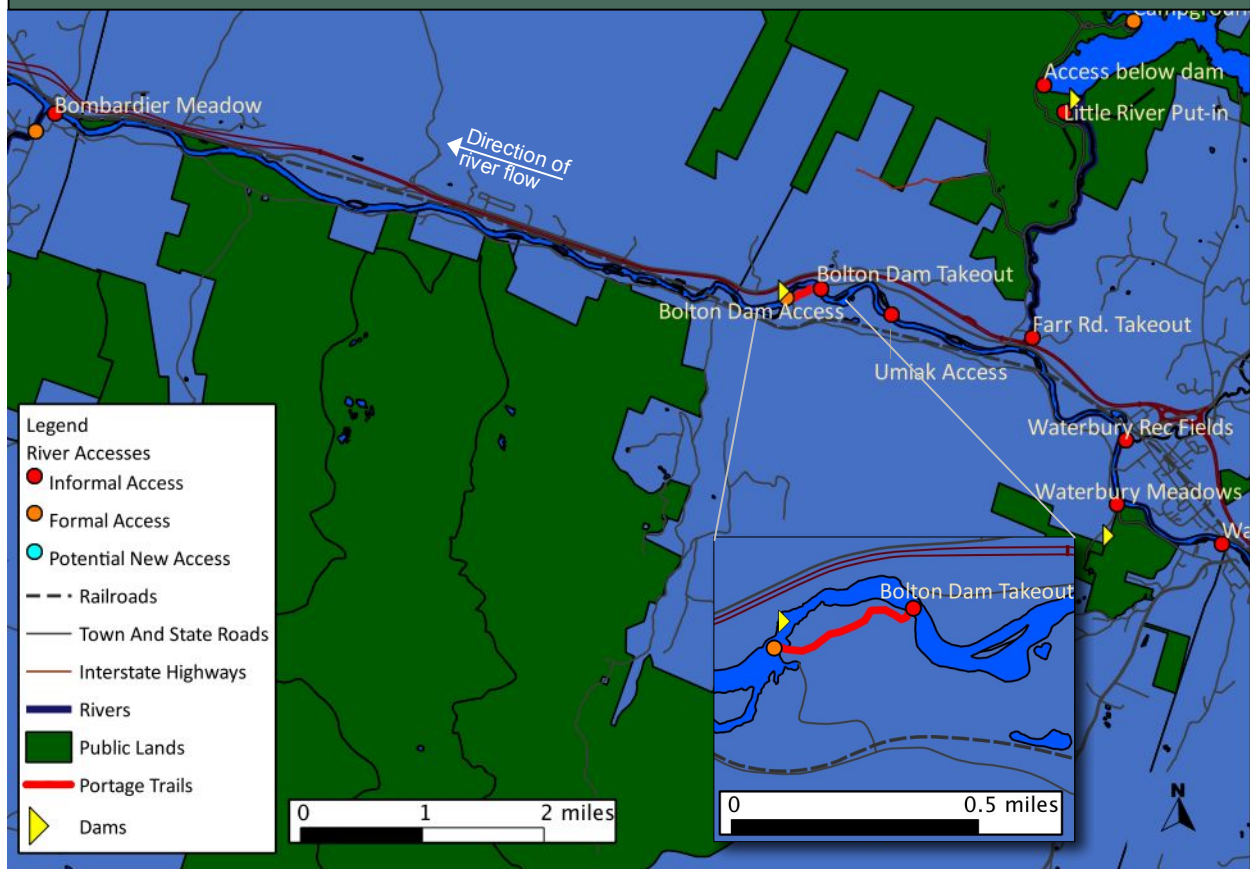 Campground
Access below dam
Little River Put-in
Bombardier Meadow
Direction of
river flow
Bolton Dam Takeout
Bolton Dam Access
Farr Rd. Takeout
Umiak Access
Waterbury Rec Fields
Waterbury Meadows
Wa
Legend
River Accesses
Informal Access
Formal Access
Potential New Access
Railroads
Town And State Roads
Interstate Highways
Rivers
Public Lands
Portage Trails
Dams
0 1 2 miles
Bolton Dam Takeout
0 0.5 miles
N